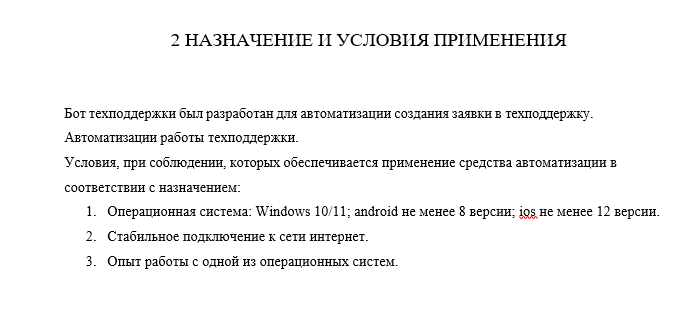 2 НАЗНАЧЕНИЕ И УСЛОВИЯ ПРИМЕНЕНИЯ
Бот техподдержки был разработан для автоматизации создания заявки в техподдержку.
Автоматизации работы техподдержки.
Условия, при соблюдении, которых обеспечивается применение средства автоматизации в
соответствии с назначением:
1. Операционная система: Windows 10/11; android не менее 8 версии; ios не менее 12 версии.
2. Стабильное подключение к сети интернет.
3. Опыт работы с одной из операционных систем.